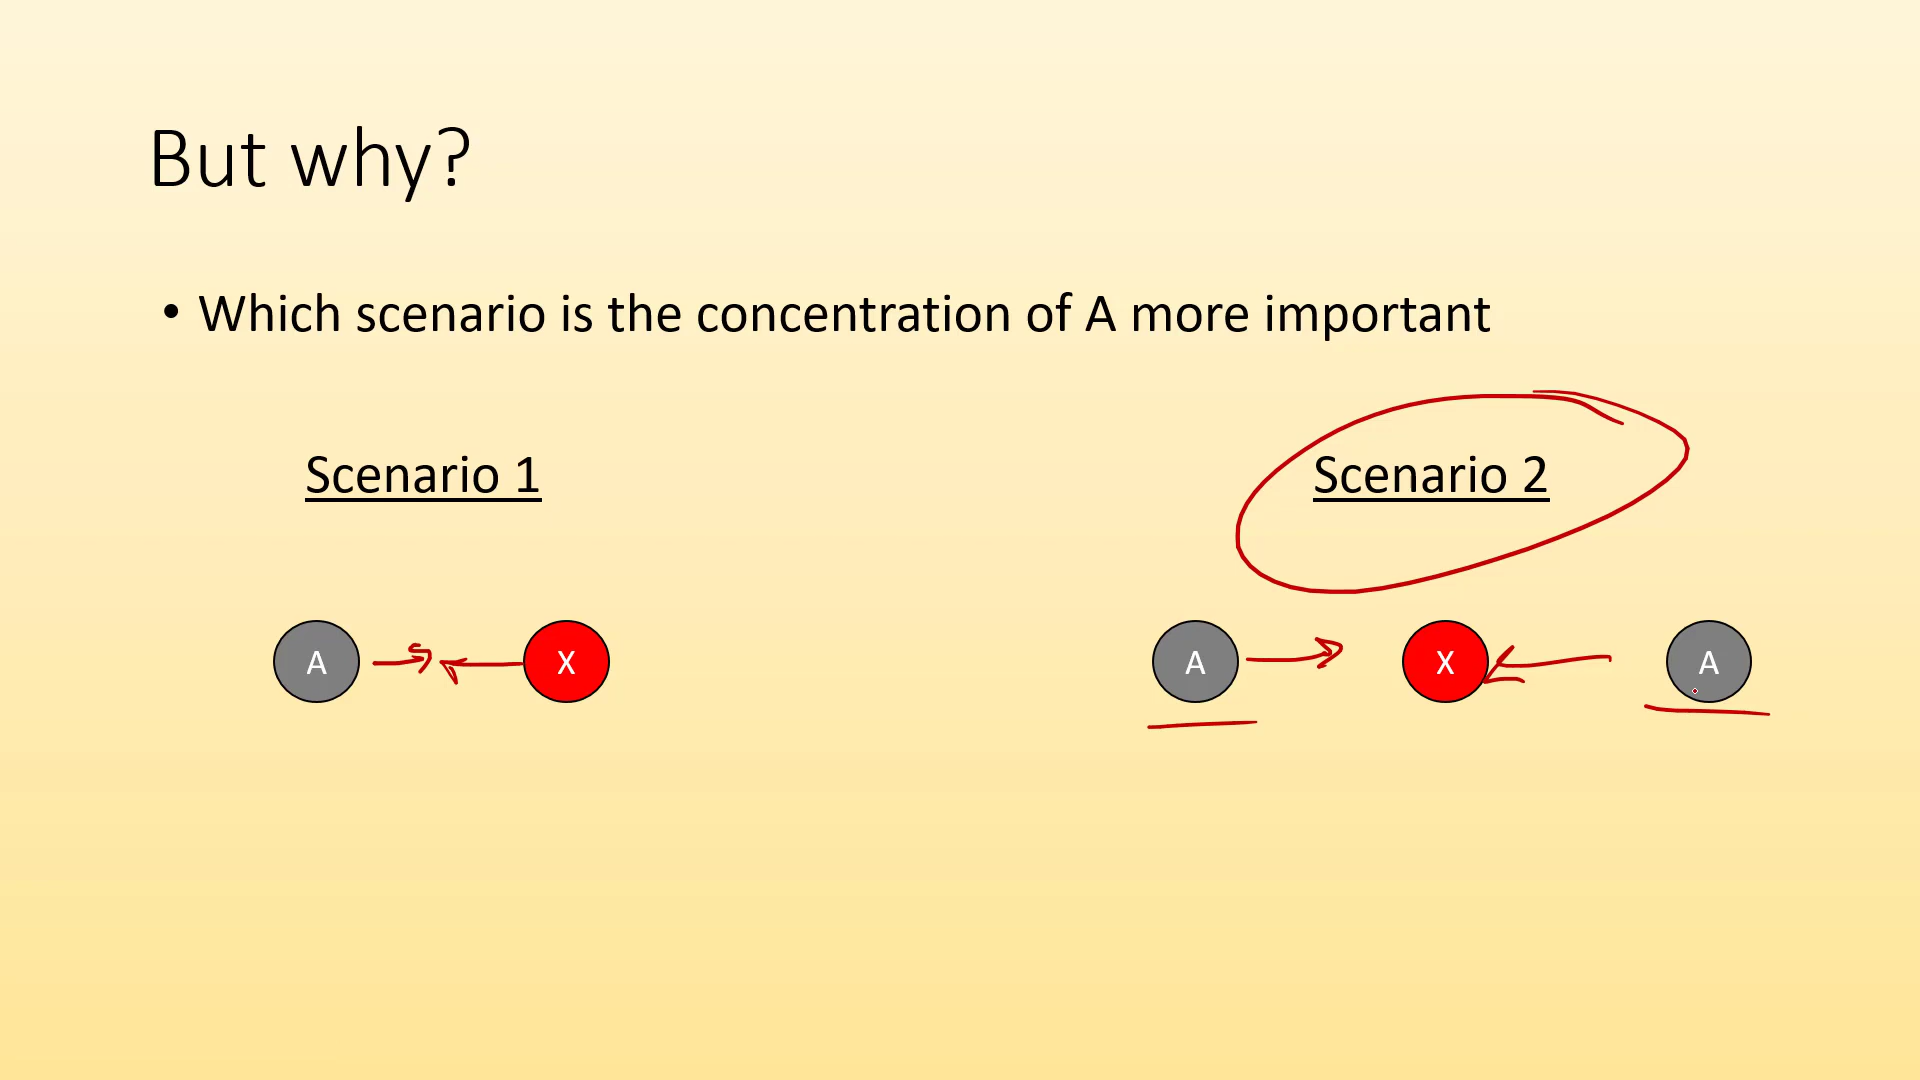 But why?
• Which scenario is the concentration of A more important
Scenario 1
Scenario 2
A
X
A
X
A